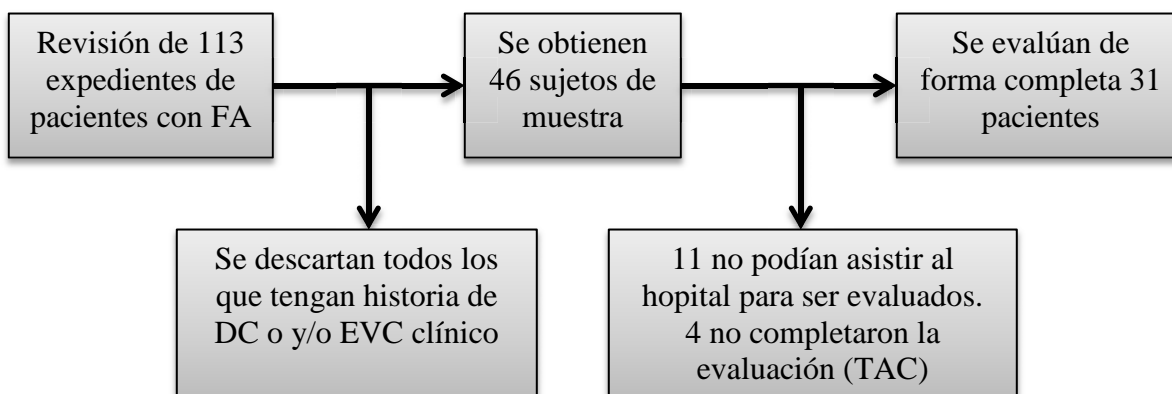 Revisión de 113
expedientes de
pacientes con FA
Se obtienen
46 sujetos de
muestra
Se evalúan de
forma completa 31
pacientes
Se descartan todos los
que tengan historia de
DC o y/o EVC clínico
11 no podían asistir al
hopital para ser evaluados.
4 no completaron la
evaluación (TAC)